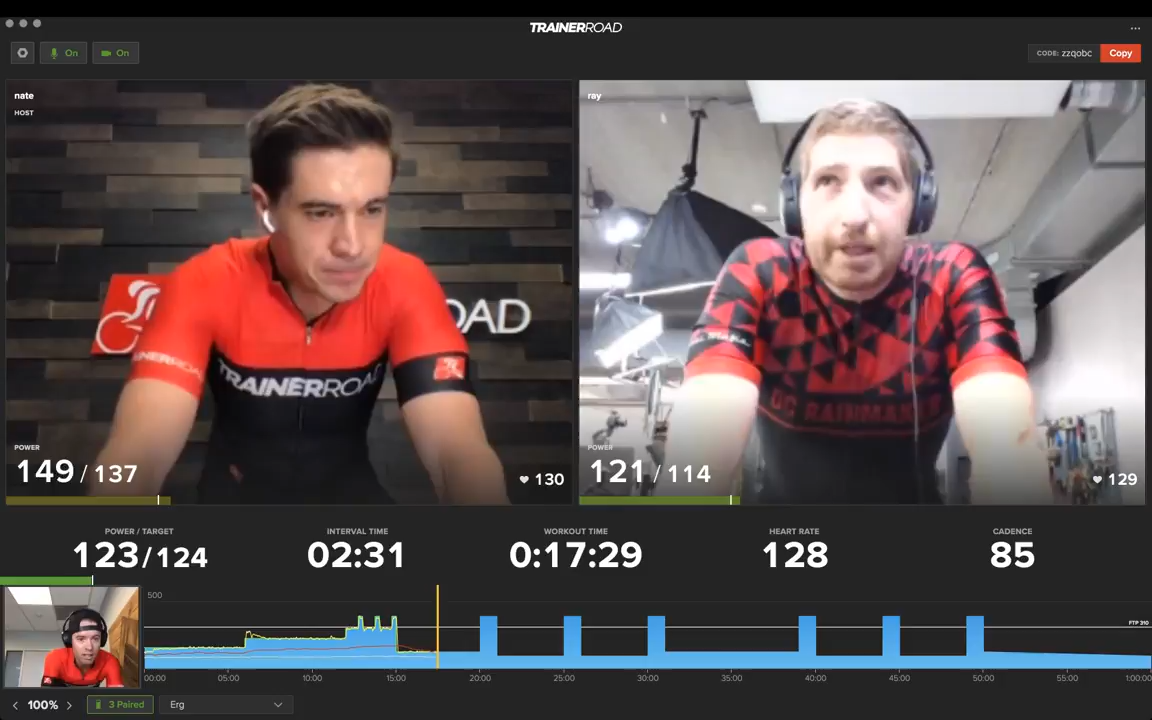 TRAINERROAD
On
On
CODE: zzqobc
Copy
nate
HOST
ray
ROAD
TRAINERROAD
DC RAINMAKER
POWER
149 / 137
130
POWER
121 / 114
129
POWER / TARGET
123/124
INTERVAL TIME
02:31
WORKOUT TIME
0:17:29
HEART RATE
128
CADENCE
85
500
FTP 310
00:00
05:00
10:00
15:00
20:00
25:00
30:00
35:00
40:00
45:00
50:00
55:00
1:00:00
100%
3 Paired
Erg